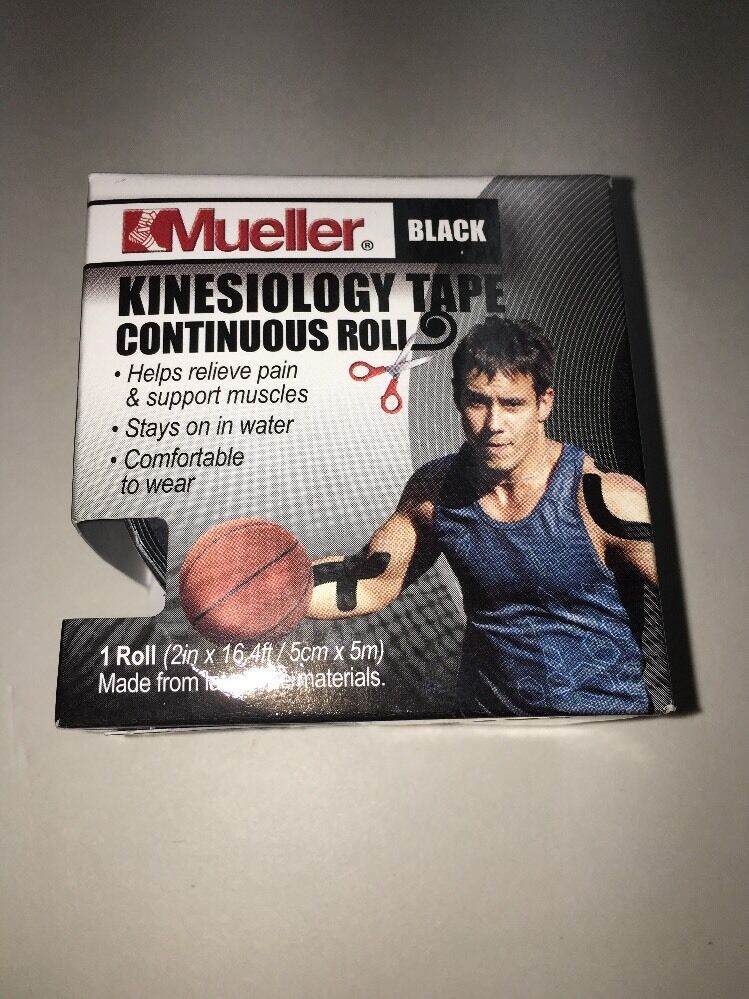 Mueller®
BLACK
KINESIOLOGY TAPE
CONTINUOUS ROLL
• Helps relieve pain
& support muscles
• Stays on in water
• Comfortable
to wear
1 Roll (2in x 16.4ft / 5cm x 5m)
Made from materials.